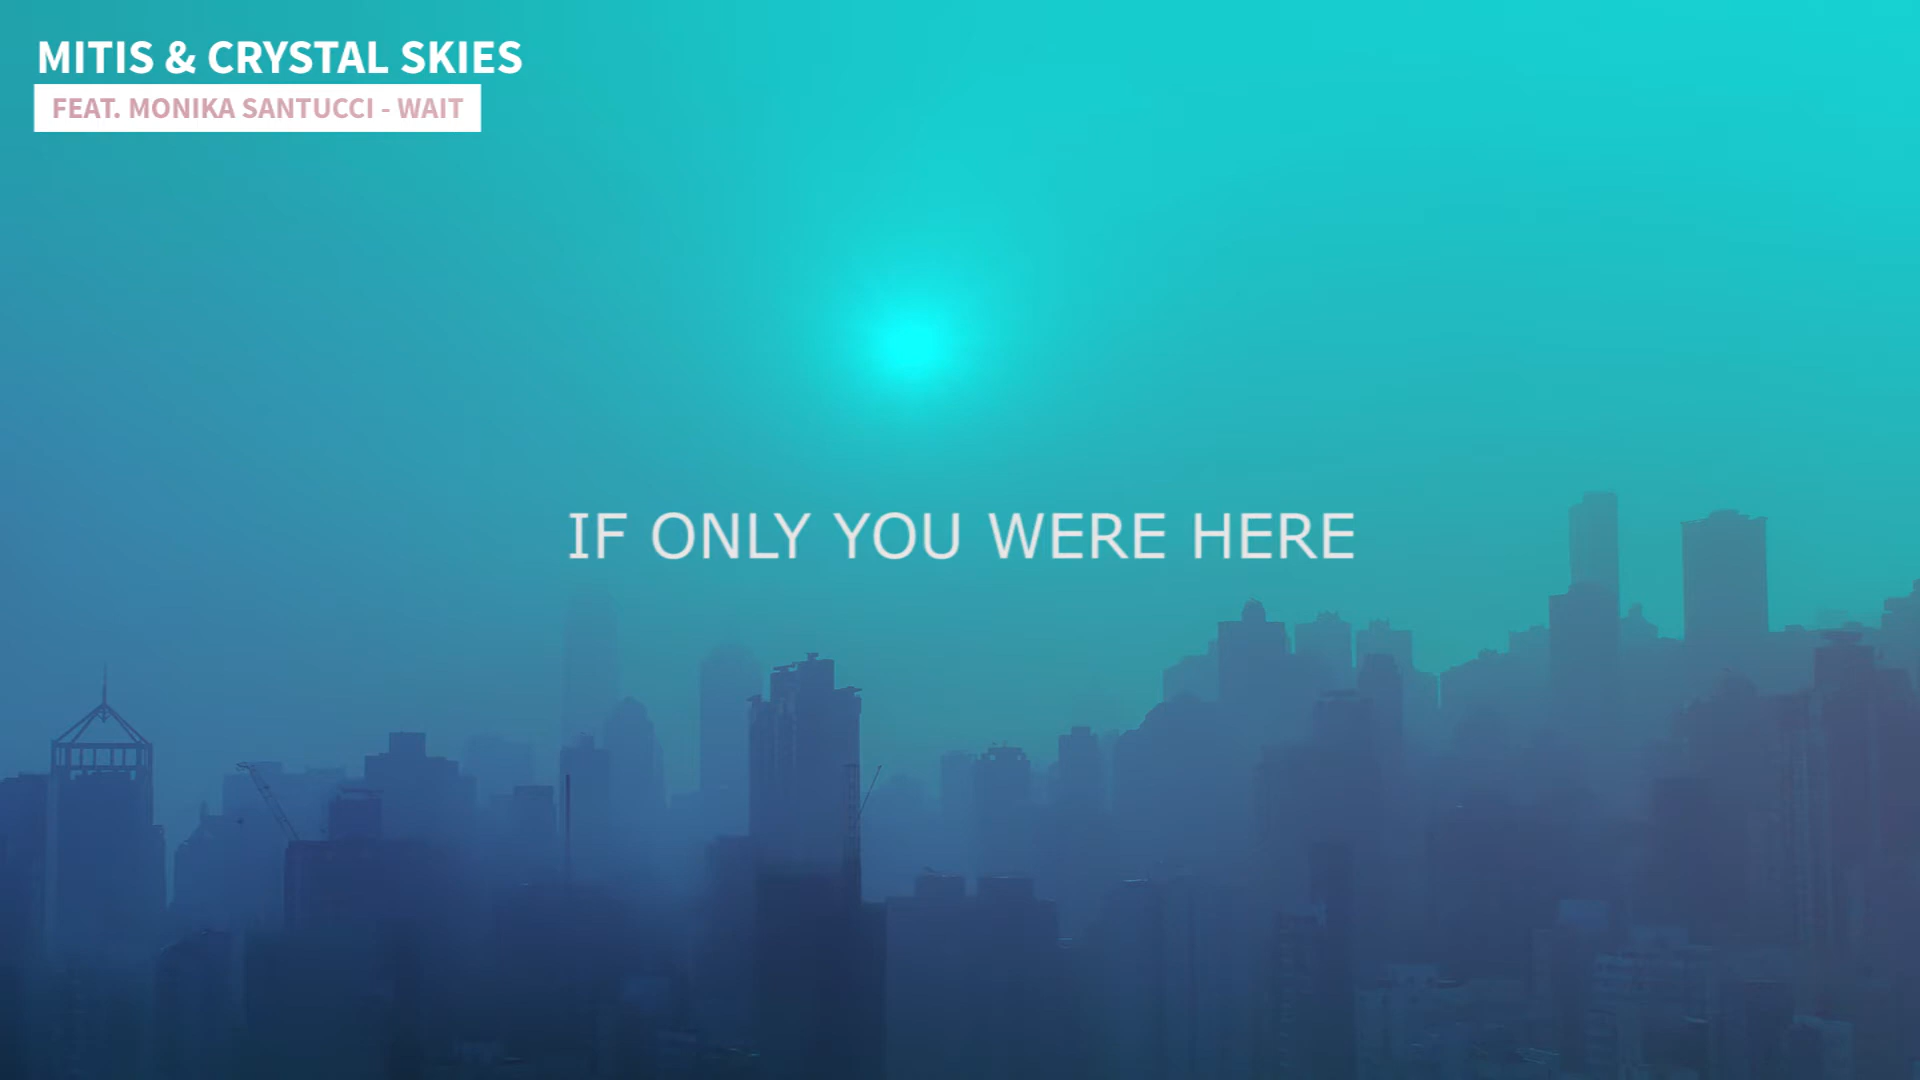 MITIS & CRYSTAL SKIES
FEAT. MONIKA SANTUCCI - WAIT
IF ONLY YOU WERE HERE